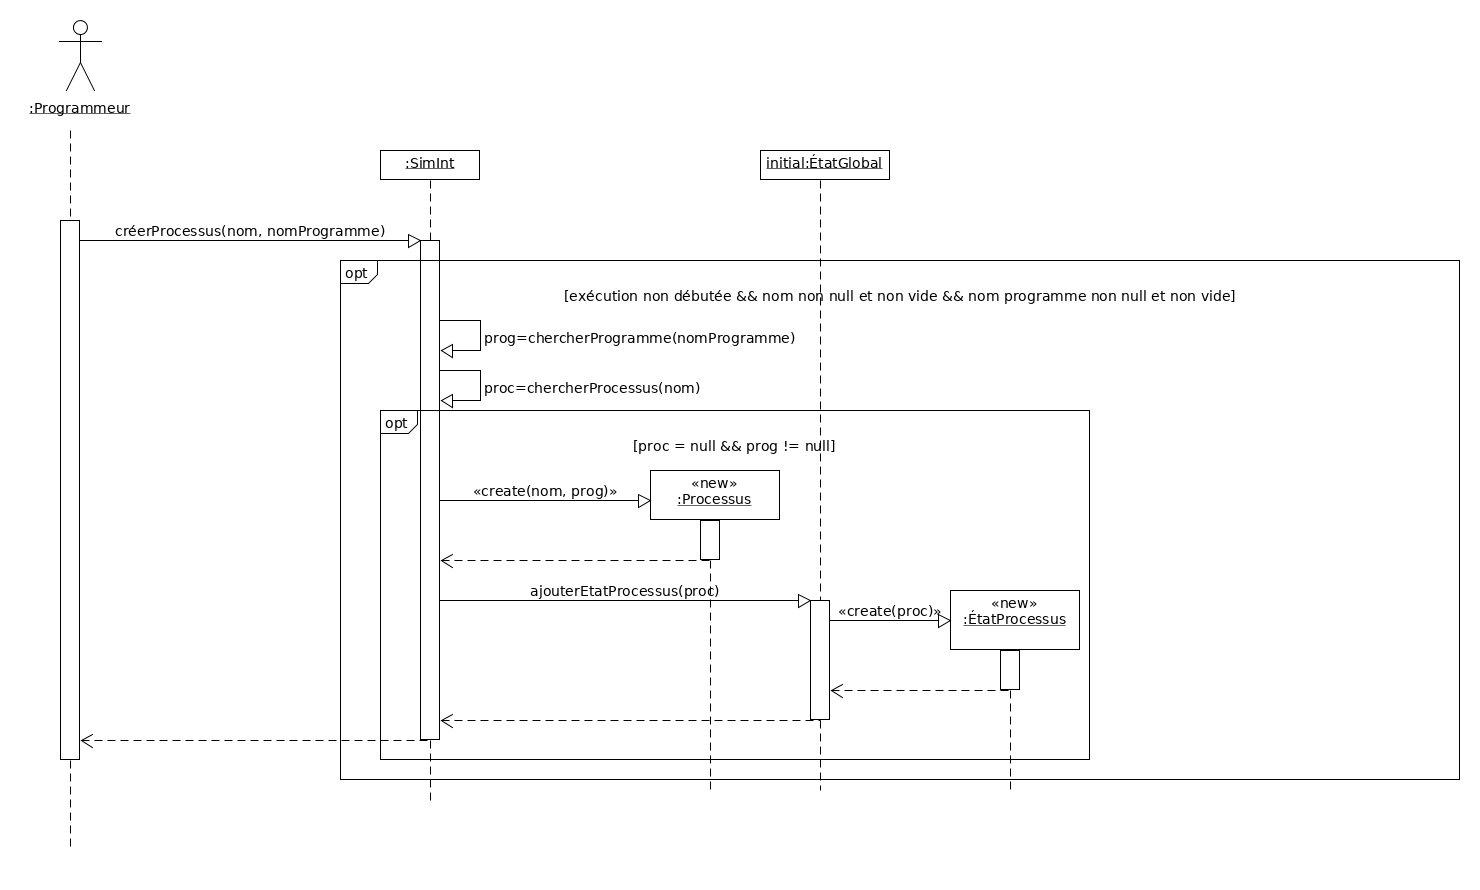 :Programmeur
:SimInt
initial:ÉtatGlobal
créerProcessus(nom, nomProgramme)
opt
[exécution non débutée && nom non null et non vide && nom programme non null et non vide]
prog=chercherProgramme(nomProgramme)
proc=chercherProcessus(nom)
opt
[proc = null && prog != null]
«create(nom, prog)»
«new»
:Processus
ajouterEtatProcessus(proc)
«create(proc)»
«new»
:ÉtatProcessus